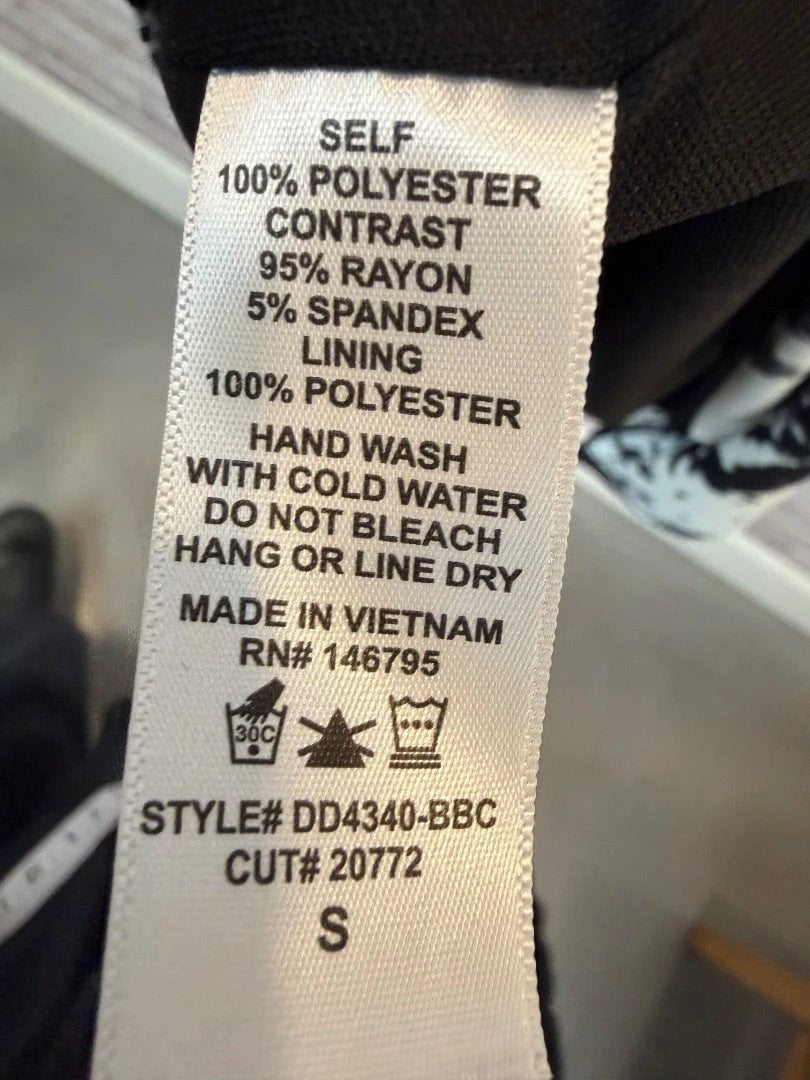 SELF
100% POLYESTER
CONTRAST
95% RAYON
5% SPANDEX
LINING
100% POLYESTER
HAND WASH
WITH COLD WATER
DO NOT BLEACH
HANG OR LINE DRY
MADE IN VIETNAM
RN# 146795
30C
STYLE# DD4340-BBC
CUT# 20772
S